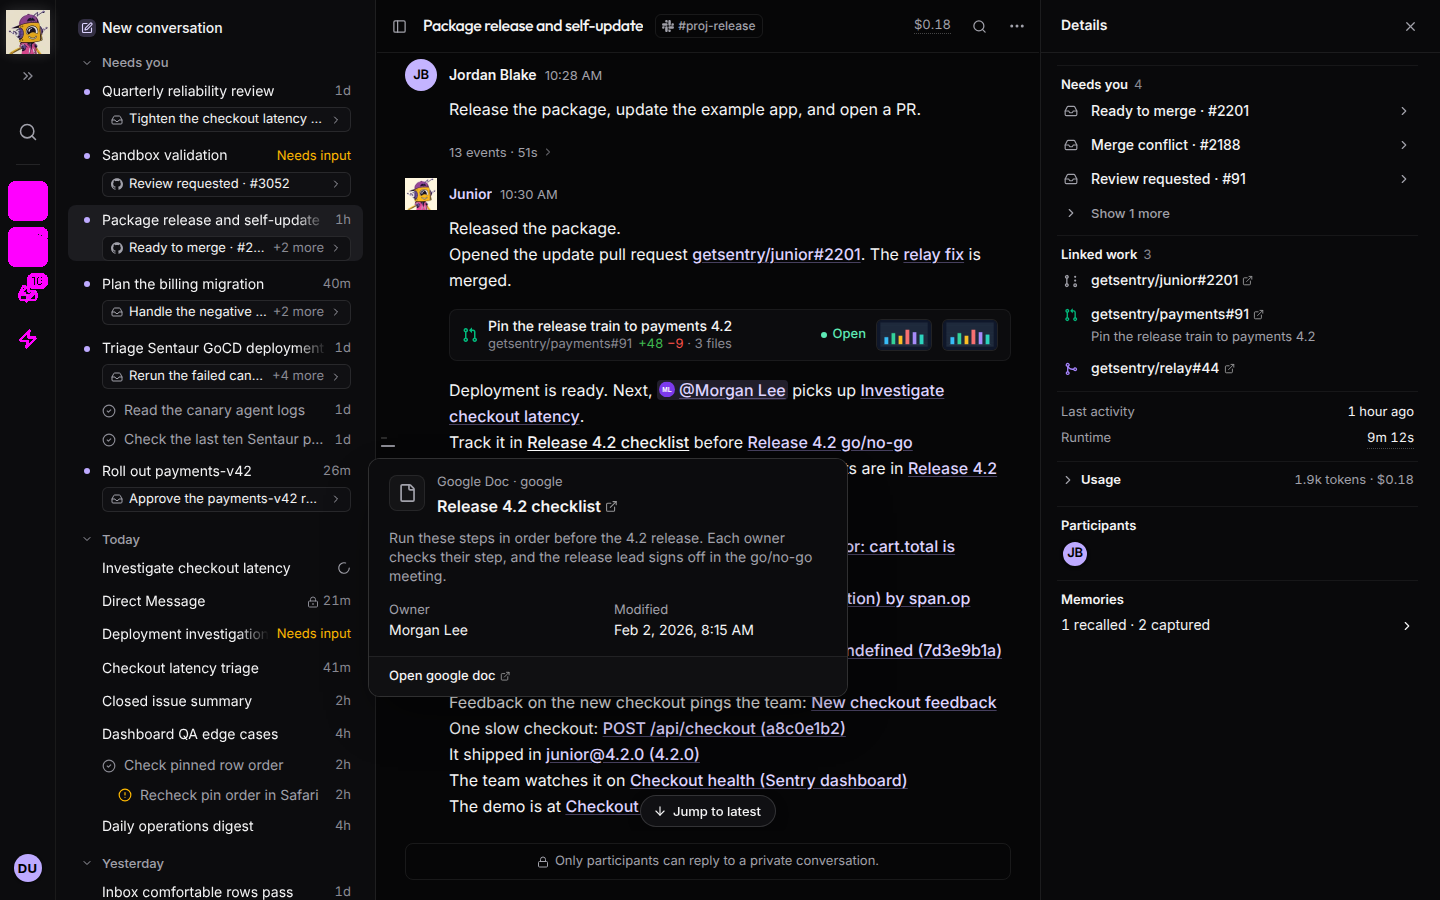 New conversation
Needs you
Quarterly reliability review 1d
Tighten the checkout latency ...
Sandbox validation Needs input
Review requested · #3052
Package release and self-update 1h
Ready to merge · #2... +2 more
Plan the billing migration 40m
Handle the negative ... +2 more
Triage Sentaur GoCD deployment 1d
Rerun the failed can... +4 more
Read the canary agent logs 1d
Check the last ten Sentaur p... 1d
Roll out payments-v42 26m
Approve the payments-v42 r...
Today
Investigate checkout latency
Direct Message 21m
Deployment investigation Needs input
Checkout latency triage 41m
Closed issue summary 2h
Dashboard QA edge cases 4h
Check pinned row order 2h
Recheck pin order in Safari 2h
Daily operations digest 4h
Yesterday
Inbox comfortable rows pass 1d
DU
Package release and self-update #proj-release $0.18
JB Jordan Blake 10:28 AM
Release the package, update the example app, and open a PR.
13 events · 51s
Junior 10:30 AM
Released the package.
Opened the update pull request getsentry/junior#2201. The relay fix is
merged.
Pin the release train to payments 4.2
getsentry/payments#91 +48 −9 · 3 files
Open
Deployment is ready. Next, ML @Morgan Lee picks up Investigate
checkout latency.
Track it in Release 4.2 checklist before Release 4.2 go/no-go
ts are in Release 4.2
or: cart.total is
tion) by span.op
ndefined (7d3e9b1a)
Google Doc · google
Release 4.2 checklist
Run these steps in order before the 4.2 release. Each owner
checks their step, and the release lead signs off in the go/no-go
meeting.
Owner Modified
Morgan Lee Feb 2, 2026, 8:15 AM
Open google doc
Feedback on the new checkout pings the team: New checkout feedback
One slow checkout: POST /api/checkout (a8c0e1b2)
It shipped in junior@4.2.0 (4.2.0)
The team watches it on Checkout health (Sentry dashboard)
The demo is at Checkout
Jump to latest
Only participants can reply to a private conversation.
Details
Needs you 4
Ready to merge · #2201
Merge conflict · #2188
Review requested · #91
Show 1 more
Linked work 3
getsentry/junior#2201
getsentry/payments#91
Pin the release train to payments 4.2
getsentry/relay#44
Last activity 1 hour ago
Runtime 9m 12s
Usage 1.9k tokens · $0.18
Participants
JB
Memories
1 recalled · 2 captured